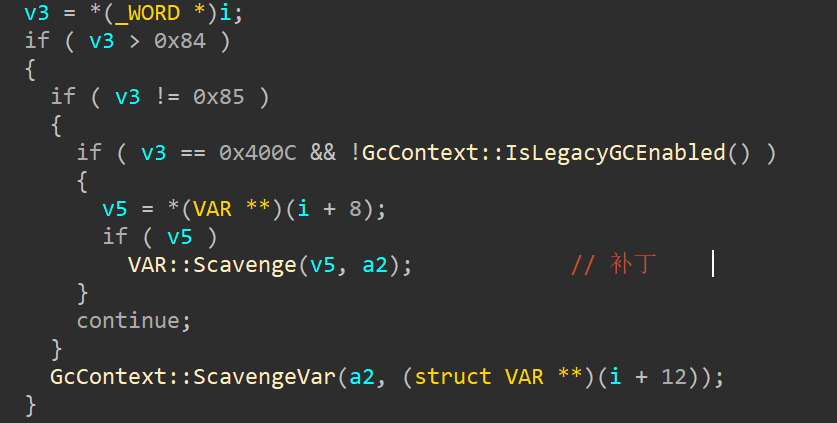 v3 = *(_WORD *)i;
if ( v3 > 0x84 )
{
  if ( v3 != 0x85 )
  {
    if ( v3 == 0x400C && !GcContext::IsLegacyGCEnabled() )
    {
      v5 = *(VAR **)(i + 8);
      if ( v5 )
        VAR::Scavenge(v5, a2);            // 补丁
    }
    continue;
  }
  GcContext::ScavengeVar(a2, (struct VAR **)(i + 12));
}